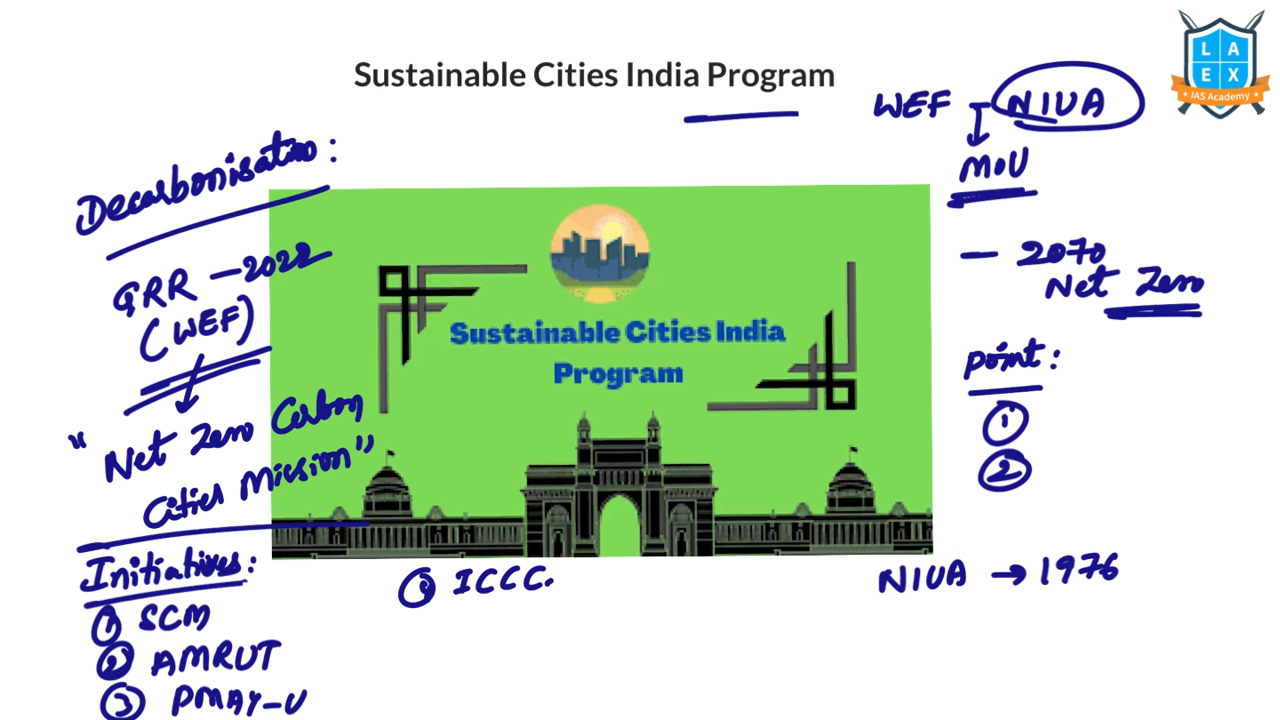 Sustainable Cities India Program
L A
E X
IAS Academy
WEF - NIUA
MoU
Decarbonisatio:
GRR - 2022
(WEF)
"Net Zero Carbon
Cities Mission"
- 2070
Net Zero
Point:
1
2
Sustainable Cities India
Program
Initiatives:
① SCM
② AMRUT
③ PMAY-U
④ ICCC.
NIUA → 1976